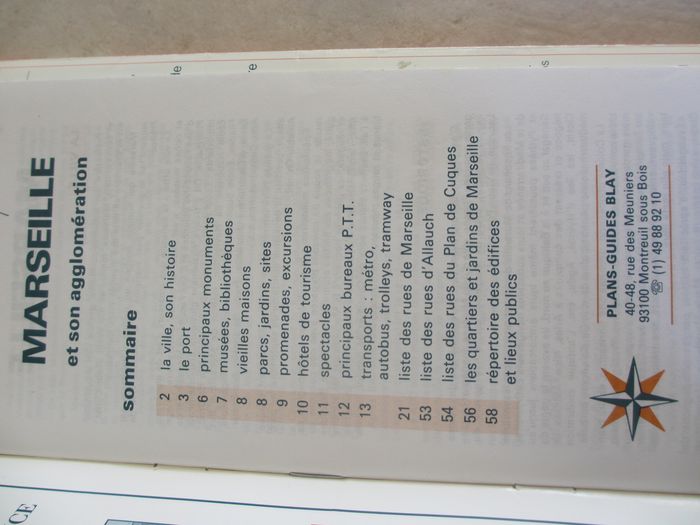 MARSEILLE
et son agglomération
sommaire
2 la ville, son histoire
3 le port
6 principaux monuments
7 musées, bibliothèques
8 vieilles maisons
8 parcs, jardins, sites
9 promenades, excursions
10 hôtels de tourisme
11 spectacles
12 principaux bureaux P.T.T.
13 transports : métro,
autobus, trolleys, tramway
21 liste des rues de Marseille
53 liste des rues d'Allauch
54 liste des rues du Plan de Cuques
56 les quartiers et jardins de Marseille
58 répertoire des édifices
et lieux publics
PLANS-GUIDES BLAY
40-48, rue des Meuniers
93100 Montreuil sous Bois
☏ (1) 49 88 92 10